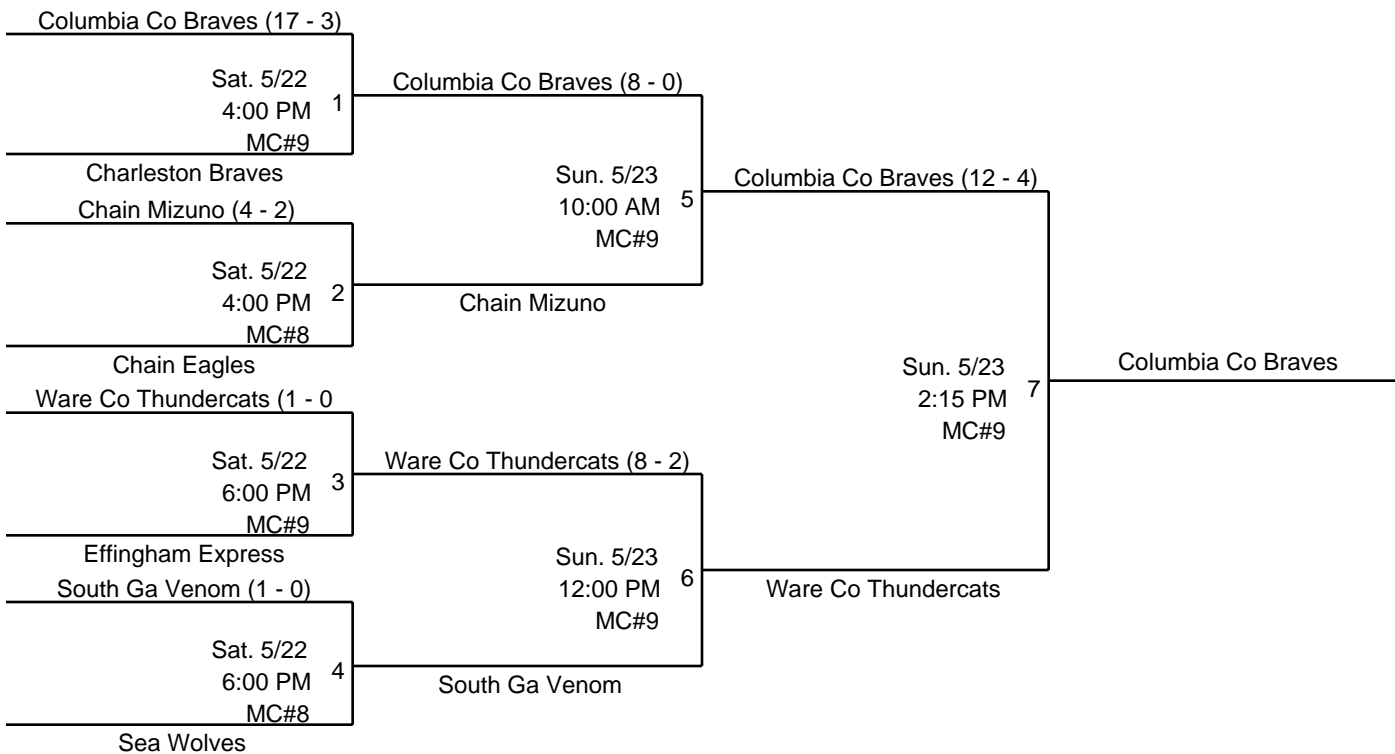 Columbia Co Braves (17 - 3)
Sat. 5/22
4:00 PM
MC#9
1
Charleston Braves
Chain Mizuno (4 - 2)
Sat. 5/22
4:00 PM
MC#8
2
Chain Eagles
Ware Co Thundercats (1 - 0
Sat. 5/22
6:00 PM
MC#9
3
Effingham Express
South Ga Venom (1 - 0)
Sat. 5/22
6:00 PM
MC#8
4
Sea Wolves
Columbia Co Braves (8 - 0)
Sun. 5/23
10:00 AM
MC#9
5
Chain Mizuno
Ware Co Thundercats (8 - 2)
Sun. 5/23
12:00 PM
MC#9
6
South Ga Venom
Columbia Co Braves (12 - 4)
Sun. 5/23
2:15 PM
MC#9
7
Ware Co Thundercats
Columbia Co Braves